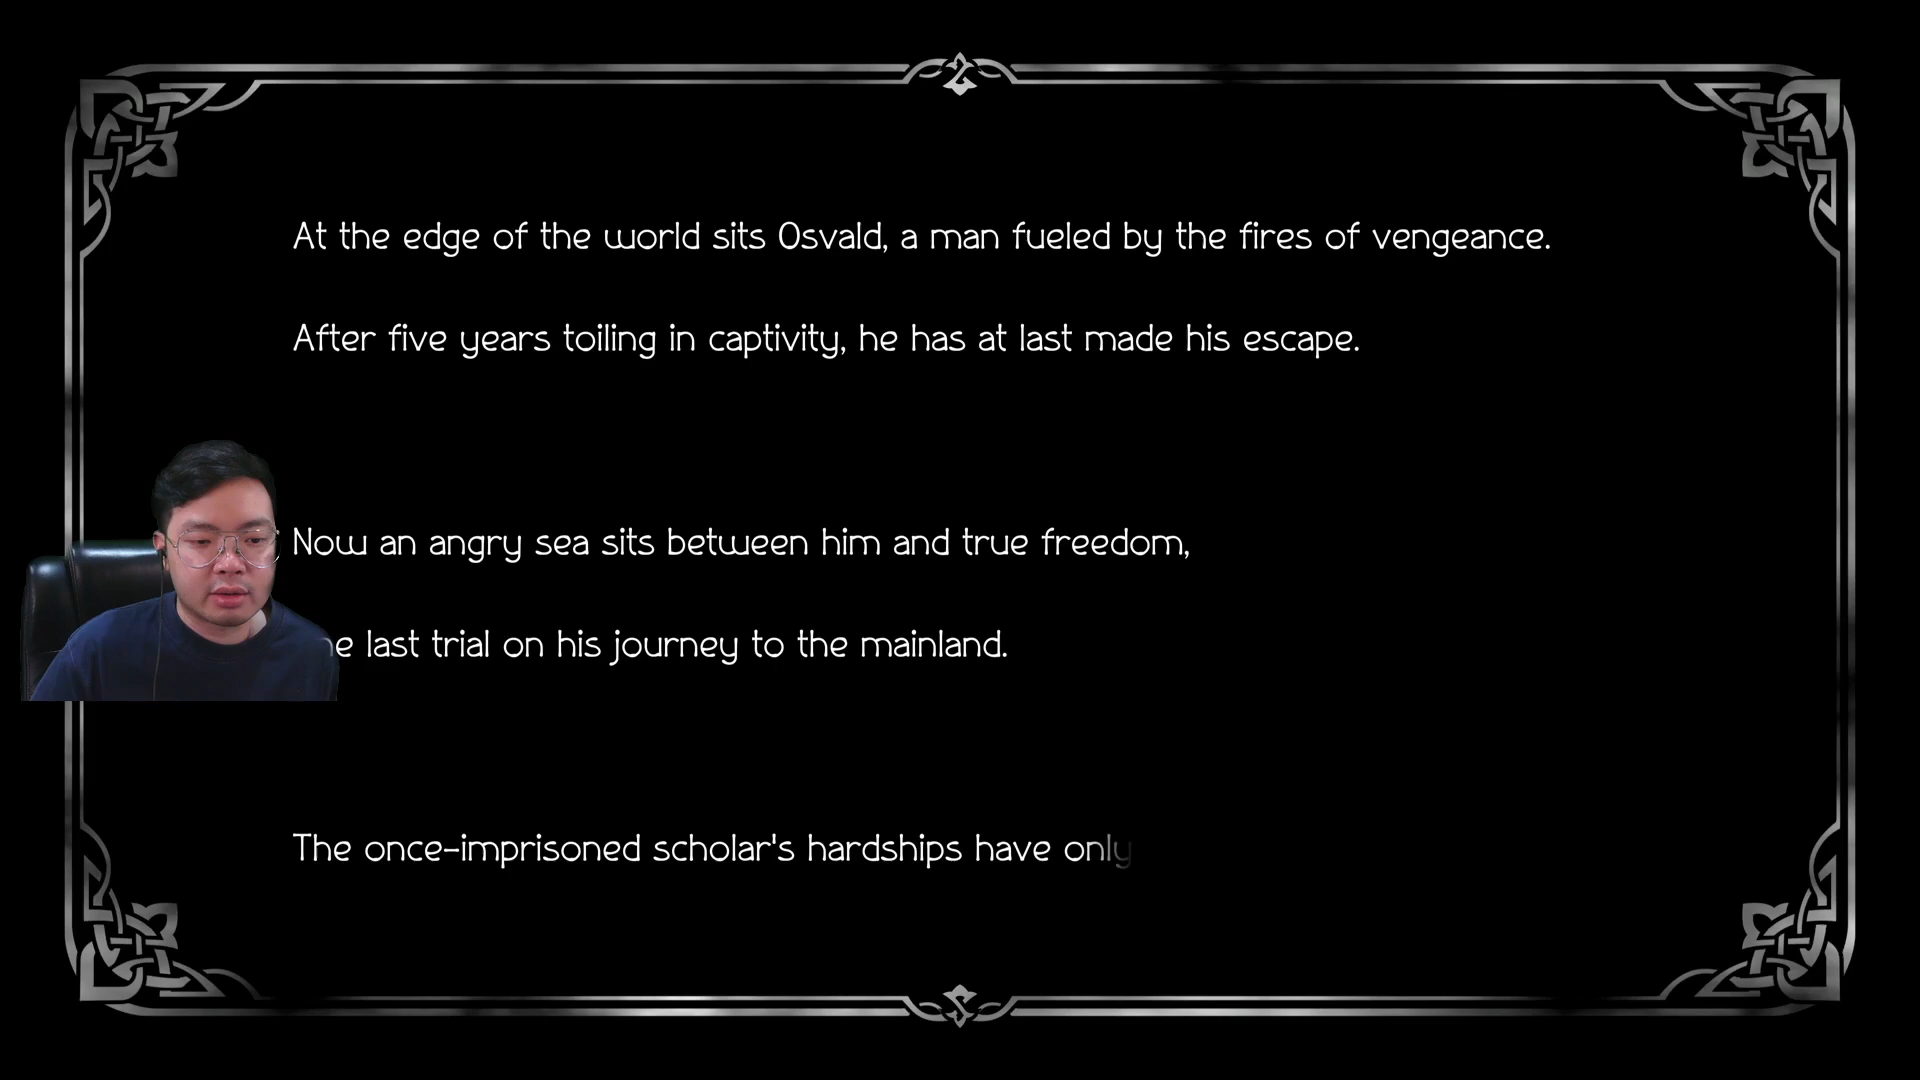 At the edge of the world sits Osvald, a man fueled by the fires of vengeance.
After five years toiling in captivity, he has at last made his escape.
Now an angry sea sits between him and true freedom,
last trial on his journey to the mainland.
The once-imprisoned scholar's hardships have only